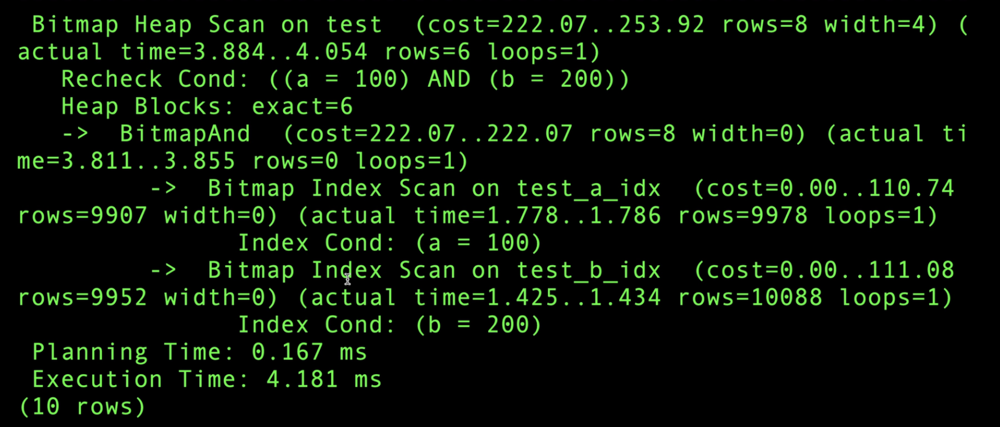 Bitmap Heap Scan on test  (cost=222.07..253.92 rows=8 width=4) (
actual time=3.884..4.054 rows=6 loops=1)
   Recheck Cond: ((a = 100) AND (b = 200))
   Heap Blocks: exact=6
   ->  BitmapAnd  (cost=222.07..222.07 rows=8 width=0) (actual ti
me=3.811..3.855 rows=0 loops=1)
         ->  Bitmap Index Scan on test_a_idx  (cost=0.00..110.74
rows=9907 width=0) (actual time=1.778..1.786 rows=9978 loops=1)
               Index Cond: (a = 100)
         ->  Bitmap Index Scan on test_b_idx  (cost=0.00..111.08
rows=9952 width=0) (actual time=1.425..1.434 rows=10088 loops=1)
               Index Cond: (b = 200)
 Planning Time: 0.167 ms
 Execution Time: 4.181 ms
(10 rows)